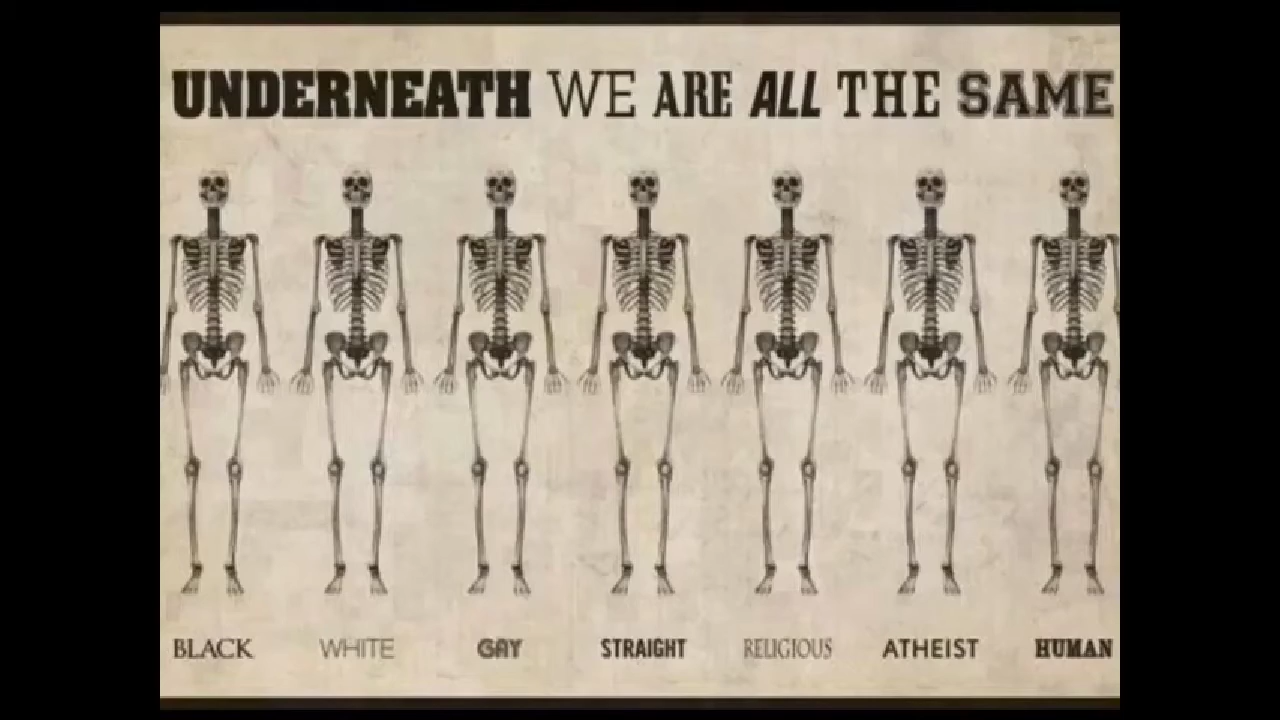 UNDERNEATH WE ARE ALL THE SAME
BLACK WHITE GAY STRAIGHT RELIGIOUS ATHEIST HUMAN